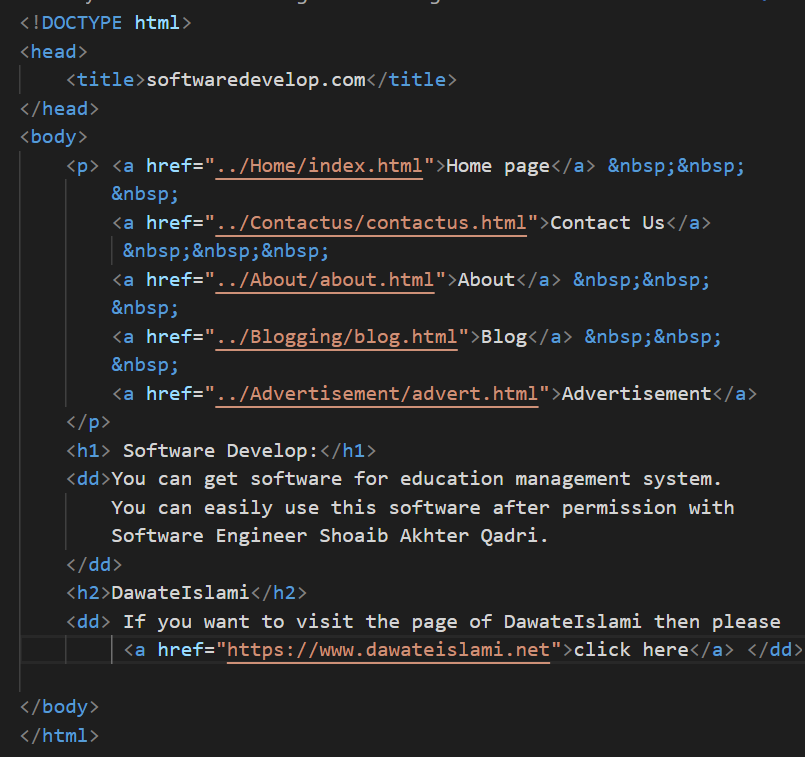 <!DOCTYPE html>
<head>
    <title>softwaredevelop.com</title>
</head>
<body>
    <p> <a href="../Home/index.html">Home page</a> &nbsp;&nbsp;
        &nbsp;
        <a href="../Contactus/contactus.html">Contact Us</a>
         &nbsp;&nbsp;&nbsp;
        <a href="../About/about.html">About</a> &nbsp;&nbsp;
        &nbsp;
        <a href="../Blogging/blog.html">Blog</a> &nbsp;&nbsp;
        &nbsp;
        <a href="../Advertisement/advert.html">Advertisement</a>
    </p>
    <h1> Software Develop:</h1>
    <dd>You can get software for education management system.
        You can easily use this software after permission with
        Software Engineer Shoaib Akhter Qadri.
    </dd>
    <h2>DawateIslami</h2>
    <dd> If you want to visit the page of DawateIslami then please
         <a href="https://www.dawateislami.net">click here</a> </dd>
</body>
</html>